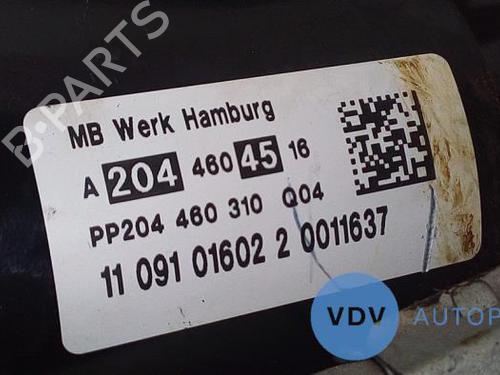 B-PARTS
MB Werk Hamburg
A 204 460 45 16
PP204 460 310 Q04
11 091 01602 2 0011637
VDV AUTOP